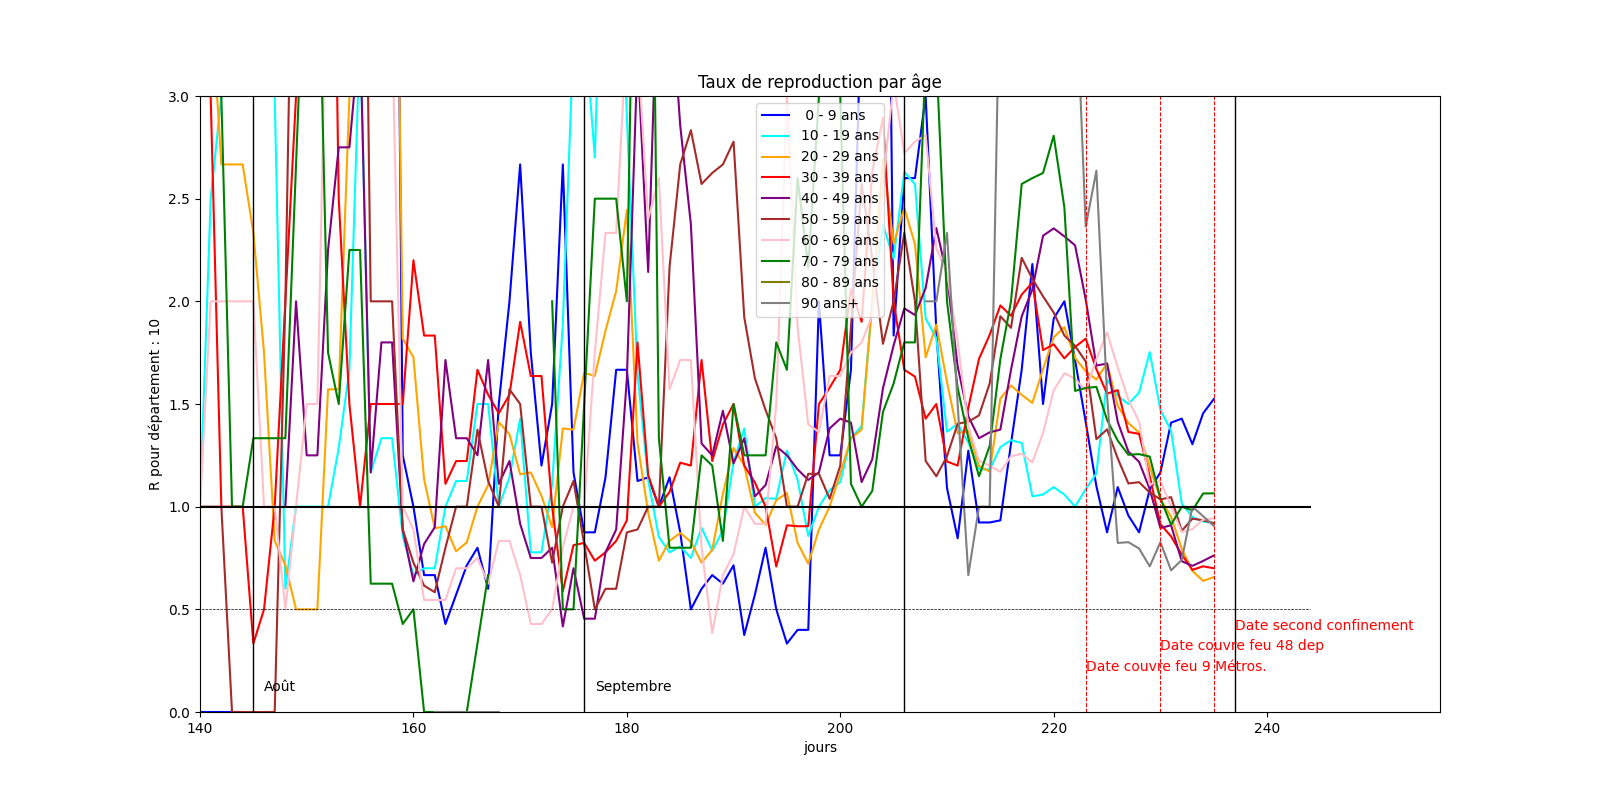 Taux de reproduction par âge
R pour département : 10
3.0
2.5
2.0
1.5
1.0
0.5
0.0
0 - 9 ans
10 - 19 ans
20 - 29 ans
30 - 39 ans
40 - 49 ans
50 - 59 ans
60 - 69 ans
70 - 79 ans
80 - 89 ans
90 ans+
Date second confinement
Date couvre feu 48 dep
Date couvre feu 9 Métros.
Août
Septembre
140
160
180
200
220
240
jours